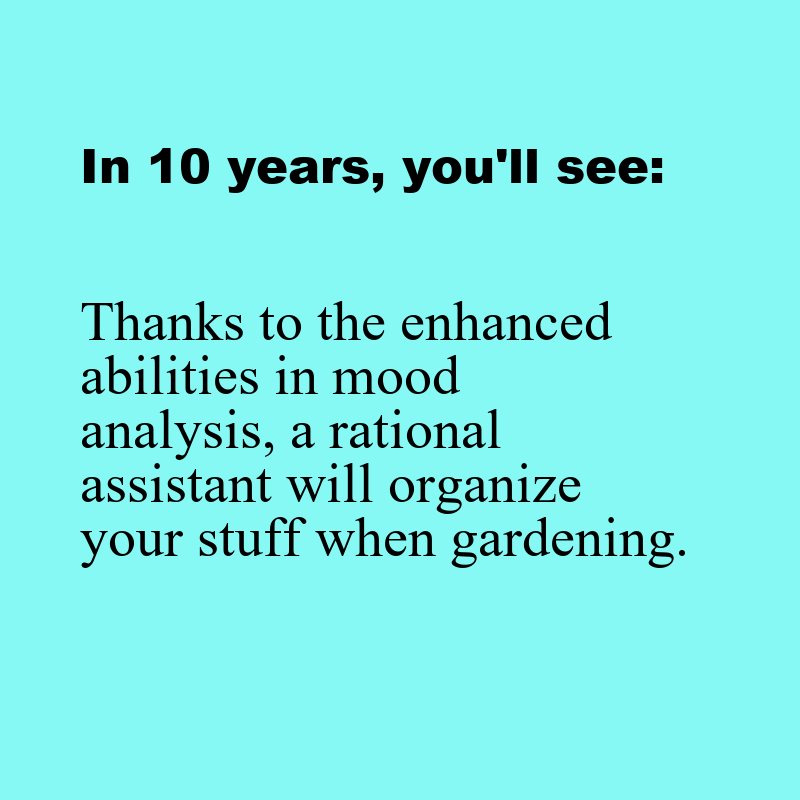 In 10 years, you'll see:
Thanks to the enhanced
abilities in mood
analysis, a rational
assistant will organize
your stuff when gardening.